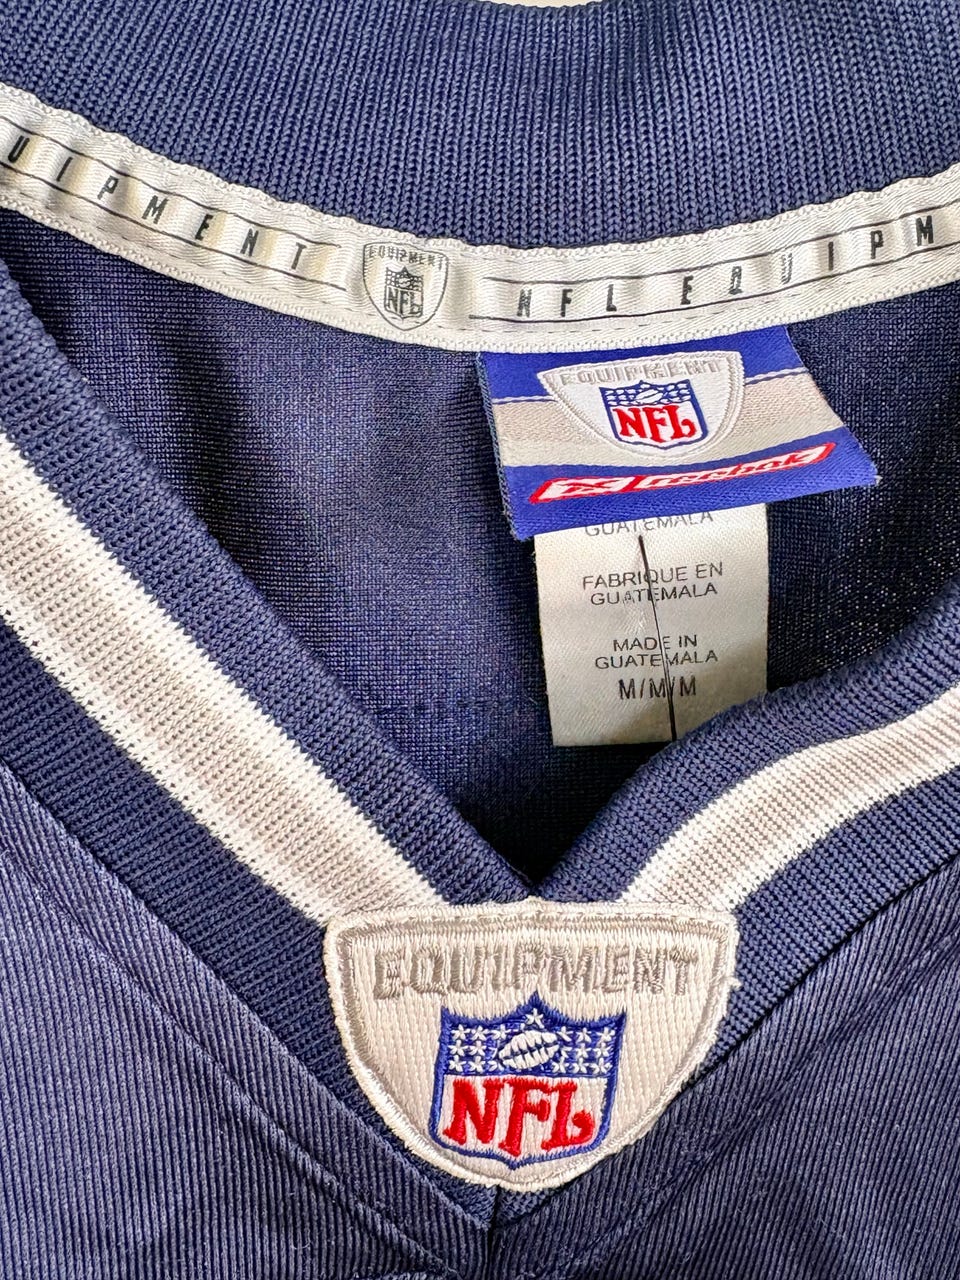 UIPMENT
EQUIPMENT
NFL
NFL EQUIPM
EQUIPMENT
NFL
Reebok
GUATEMALA
FABRIQUE EN
GUATEMALA
MADE IN
GUATEMALA
M/M/M
EQUIPMENT
NFL